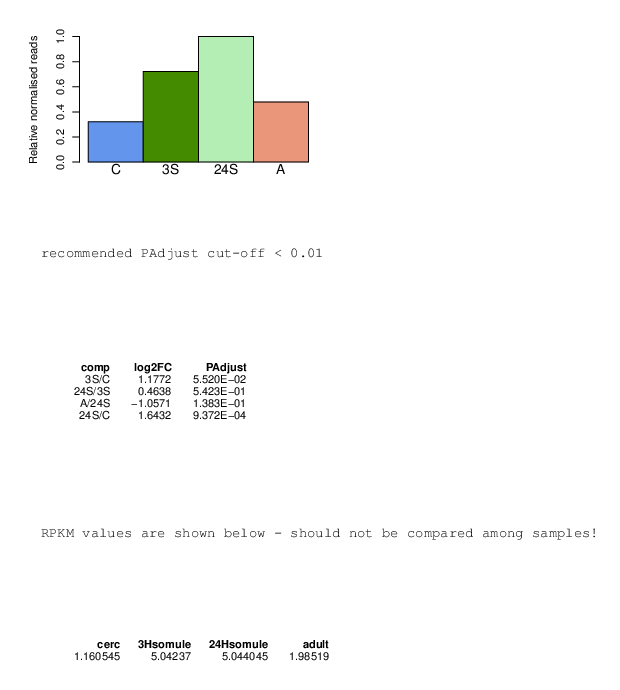 Relative normalised reads
1.0
0.8
0.6
0.4
0.2
0.0
C 3S 24S A
recommended PAdjust cut-off < 0.01
comp log2FC PAdjust
3S/C 1.1772 5.520E−02
24S/3S 0.4638 5.423E−01
A/24S −1.0571 1.383E−01
24S/C 1.6432 9.372E−04
RPKM values are shown below - should not be compared among samples!
cerc 3Hsomule 24Hsomule adult
1.160545 5.04237 5.044045 1.98519